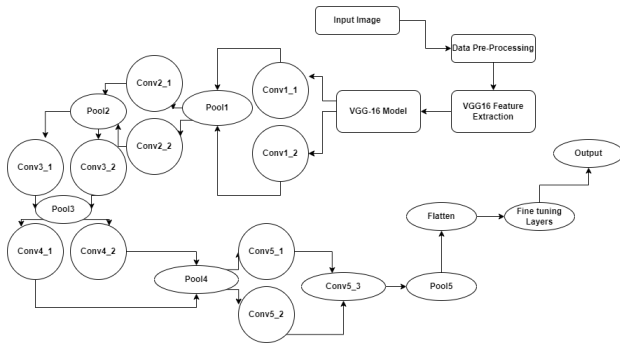 Input Image
Data Pre-Processing
VGG16 Feature
Extraction
VGG-16 Model
Conv1_1
Conv1_2
Pool1
Conv2_1
Conv2_2
Pool2
Conv3_1
Conv3_2
Pool3
Conv4_1
Conv4_2
Pool4
Conv5_1
Conv5_2
Conv5_3
Pool5
Flatten
Fine tuning
Layers
Output